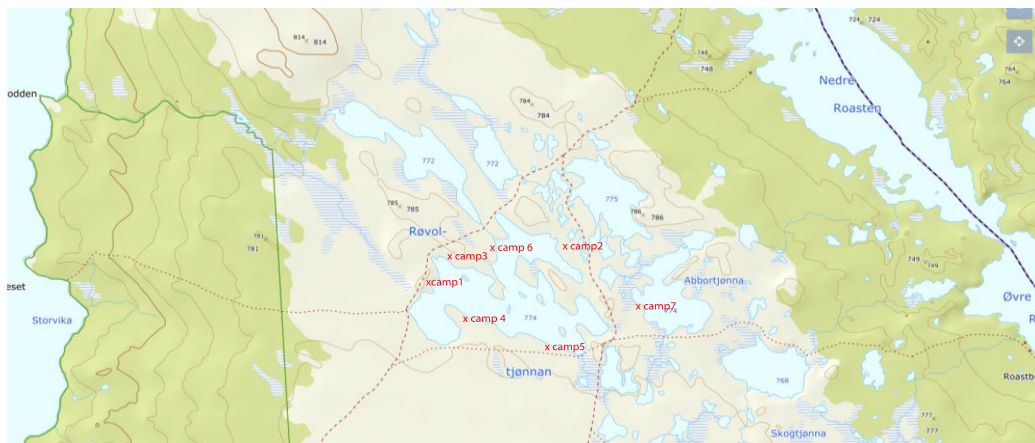 814 814
724 724
748
748
764
764
Nedre
Roasten
odden
784
784
772
772
775
785 785
786 786
Røvol-
781
781
x camp 6
x camp2
x camp3
749 749
xcamp1
Abbortjønna
eset
Øvre
R
x camp7
774
Storvika
x camp 4
774
x camp5
tjønnan
768
Roastb
777
777
Skogtjønna